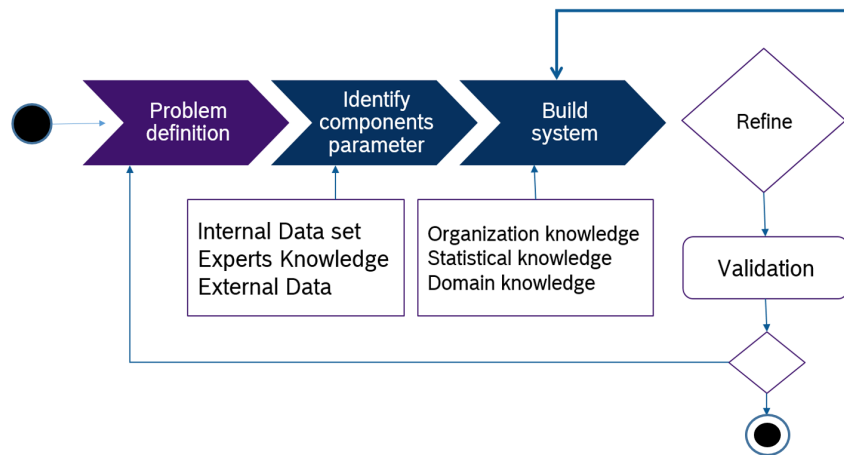 Problem
definition
Identify
components
parameter
Build
system
Refine
Internal Data set
Experts Knowledge
External Data
Organization knowledge
Statistical knowledge
Domain knowledge
Validation